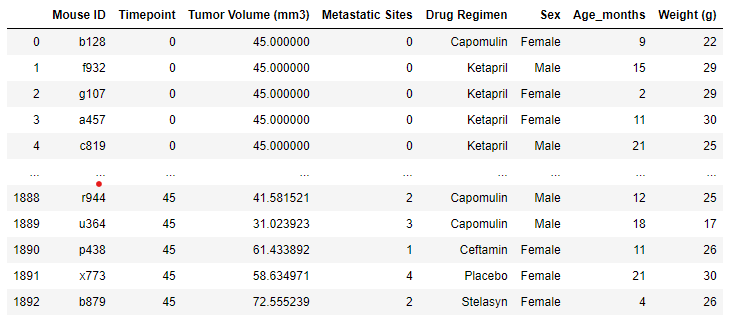 Mouse ID Timepoint Tumor Volume (mm3) Metastatic Sites Drug Regimen Sex Age_months Weight (g)
0 b128 0 45.000000 0 Capomulin Female 9 22
1 f932 0 45.000000 0 Ketapril Male 15 29
2 g107 0 45.000000 0 Ketapril Female 2 29
3 a457 0 45.000000 0 Ketapril Female 11 30
4 c819 0 45.000000 0 Ketapril Male 21 25
... ... ... ... ... ... ... ... ...
1888 r944 45 41.581521 2 Capomulin Male 12 25
1889 u364 45 31.023923 3 Capomulin Male 18 17
1890 p438 45 61.433892 1 Ceftamin Female 11 26
1891 x773 45 58.634971 4 Placebo Female 21 30
1892 b879 45 72.555239 2 Stelasyn Female 4 26